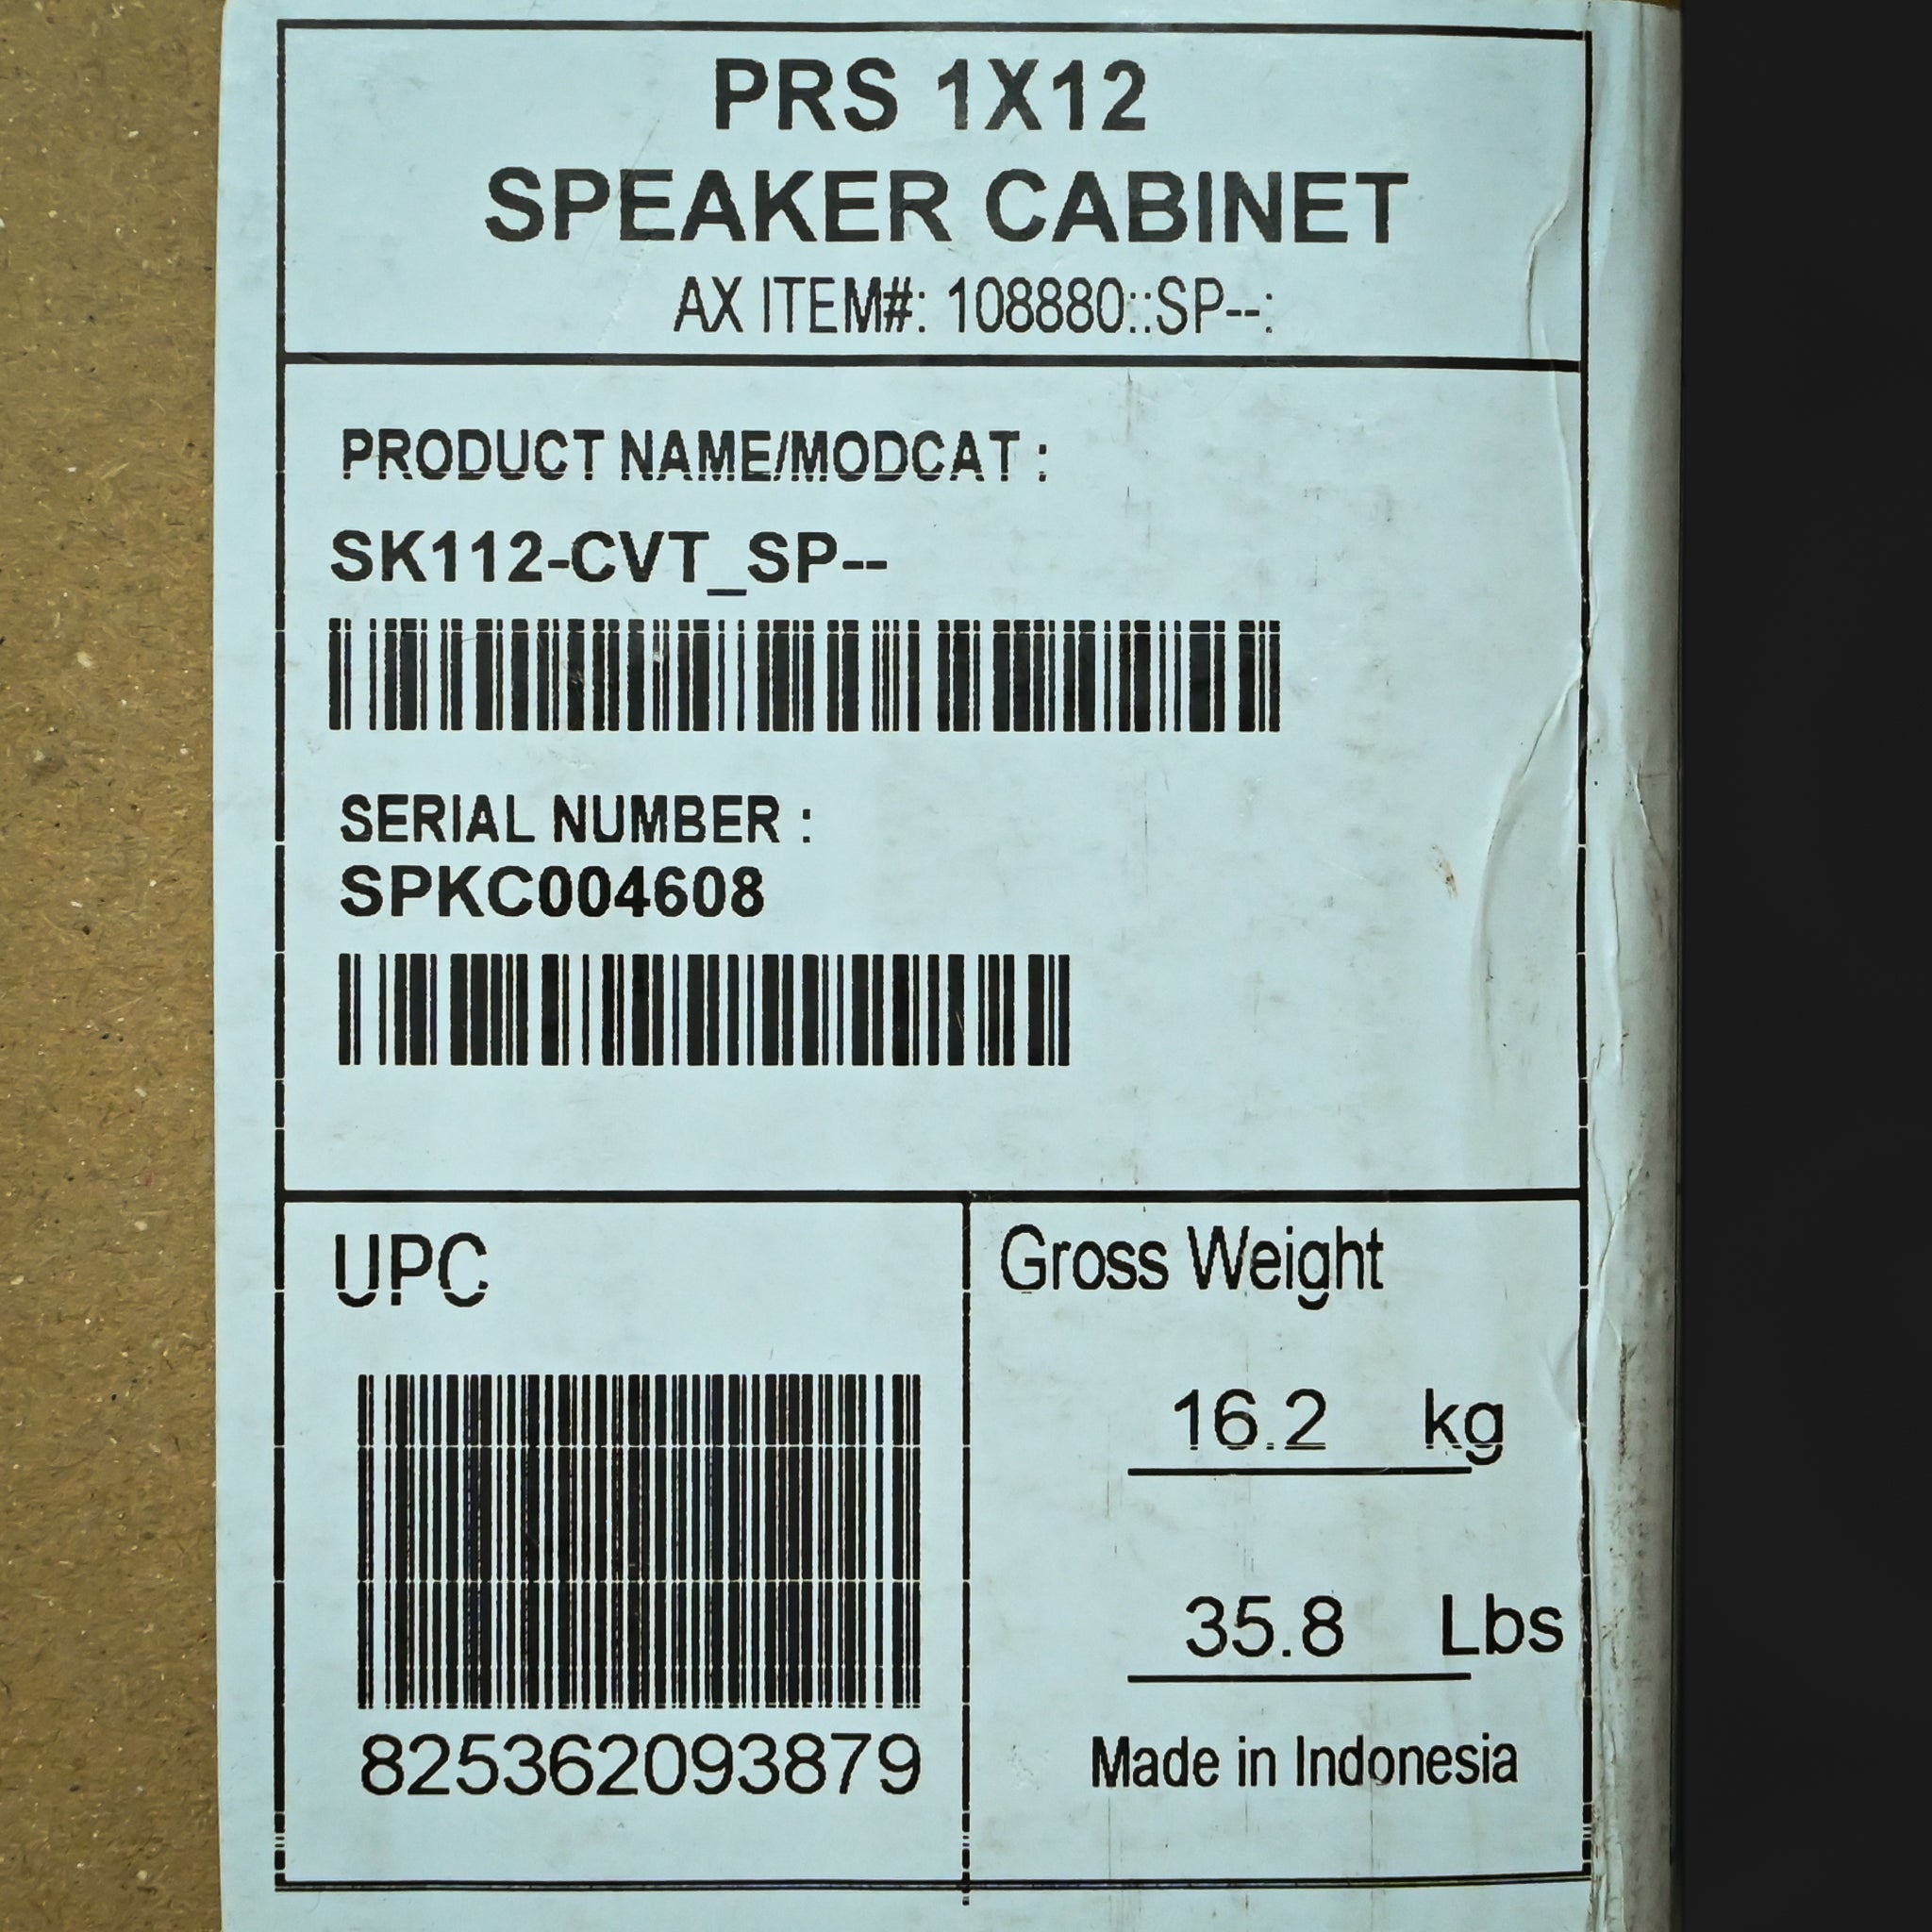 PRS 1X12
SPEAKER CABINET
AX ITEM#: 108880::SP--:
PRODUCT NAME/MODCAT :
SK112-CVT_SP--
SERIAL NUMBER :
SPKC004608
UPC
825362093879
Gross Weight
16.2 kg
35.8 Lbs
Made in Indonesia